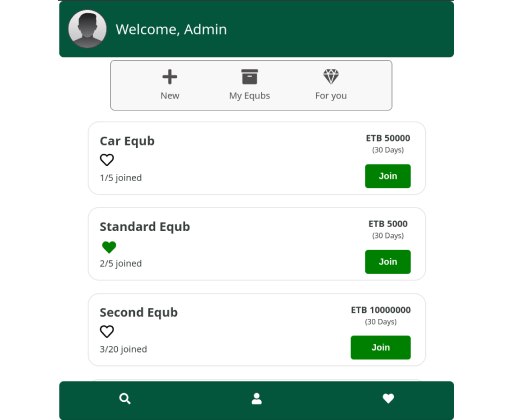 Welcome, Admin
New
My Equbs
For you
Car Equb
ETB 50000
(30 Days)
1/5 joined
Join
Standard Equb
ETB 5000
(30 Days)
2/5 joined
Join
Second Equb
ETB 10000000
(30 Days)
3/20 joined
Join